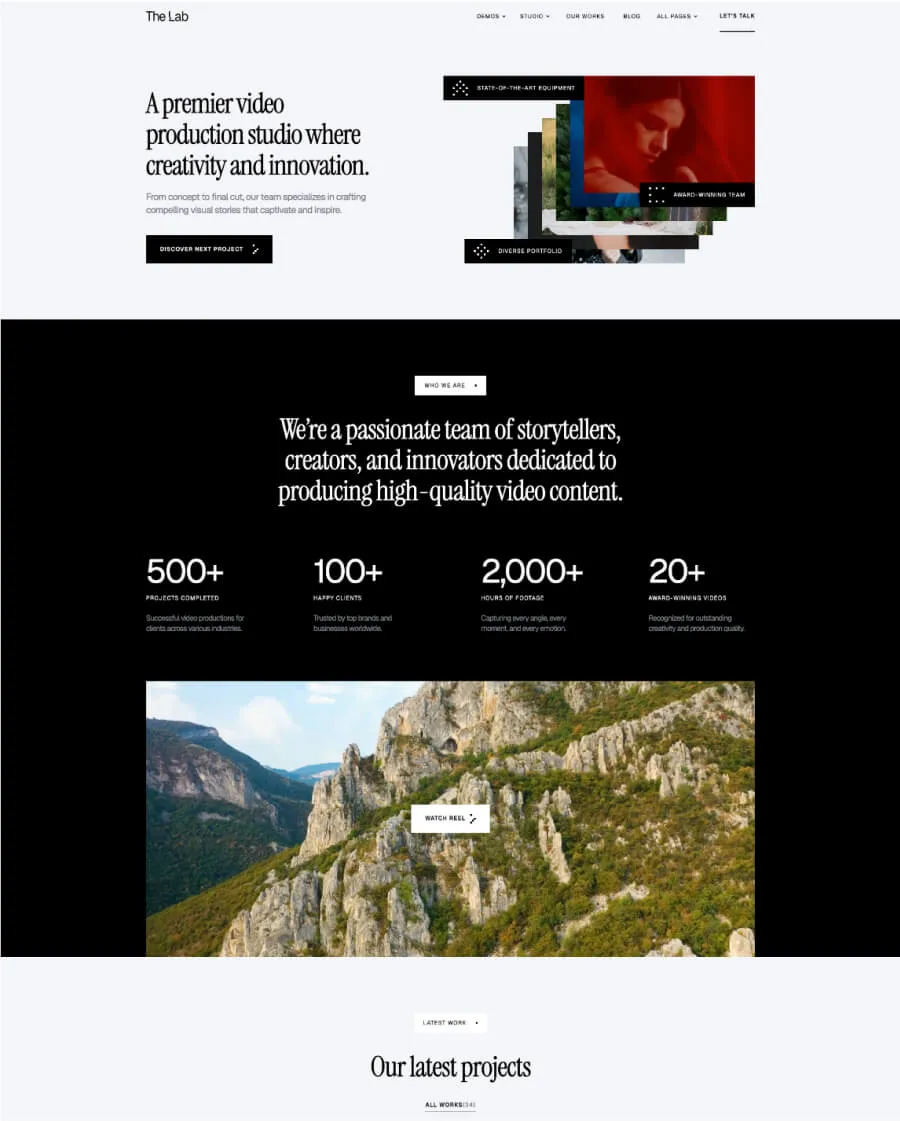 The Lab
DEMOS
STUDIO
OUR WORKS
BLOG
ALL PAGES
LET'S TALK
A premier video
production studio where
creativity and innovation.
From concept to final cut, our team specializes in crafting
compelling visual stories that captivate and inspire.
DISCOVER NEXT PROJECT
STATE-OF-THE-ART EQUIPMENT
AWARD-WINNING TEAM
DIVERSE PORTFOLIO
WHO WE ARE
We're a passionate team of storytellers,
creators, and innovators dedicated to
producing high-quality video content.
500+
PROJECTS COMPLETED
Successful video productions for
clients across various industries.
100+
HAPPY CLIENTS
Trusted by top brands and
businesses worldwide.
2,000+
HOURS OF FOOTAGE
Capturing every angle, every
moment, and every emotion.
20+
AWARD-WINNING VIDEOS
Recognized for outstanding
creativity and production quality.
WATCH REEL
LATEST WORK
Our latest projects
ALL WORKS(34)